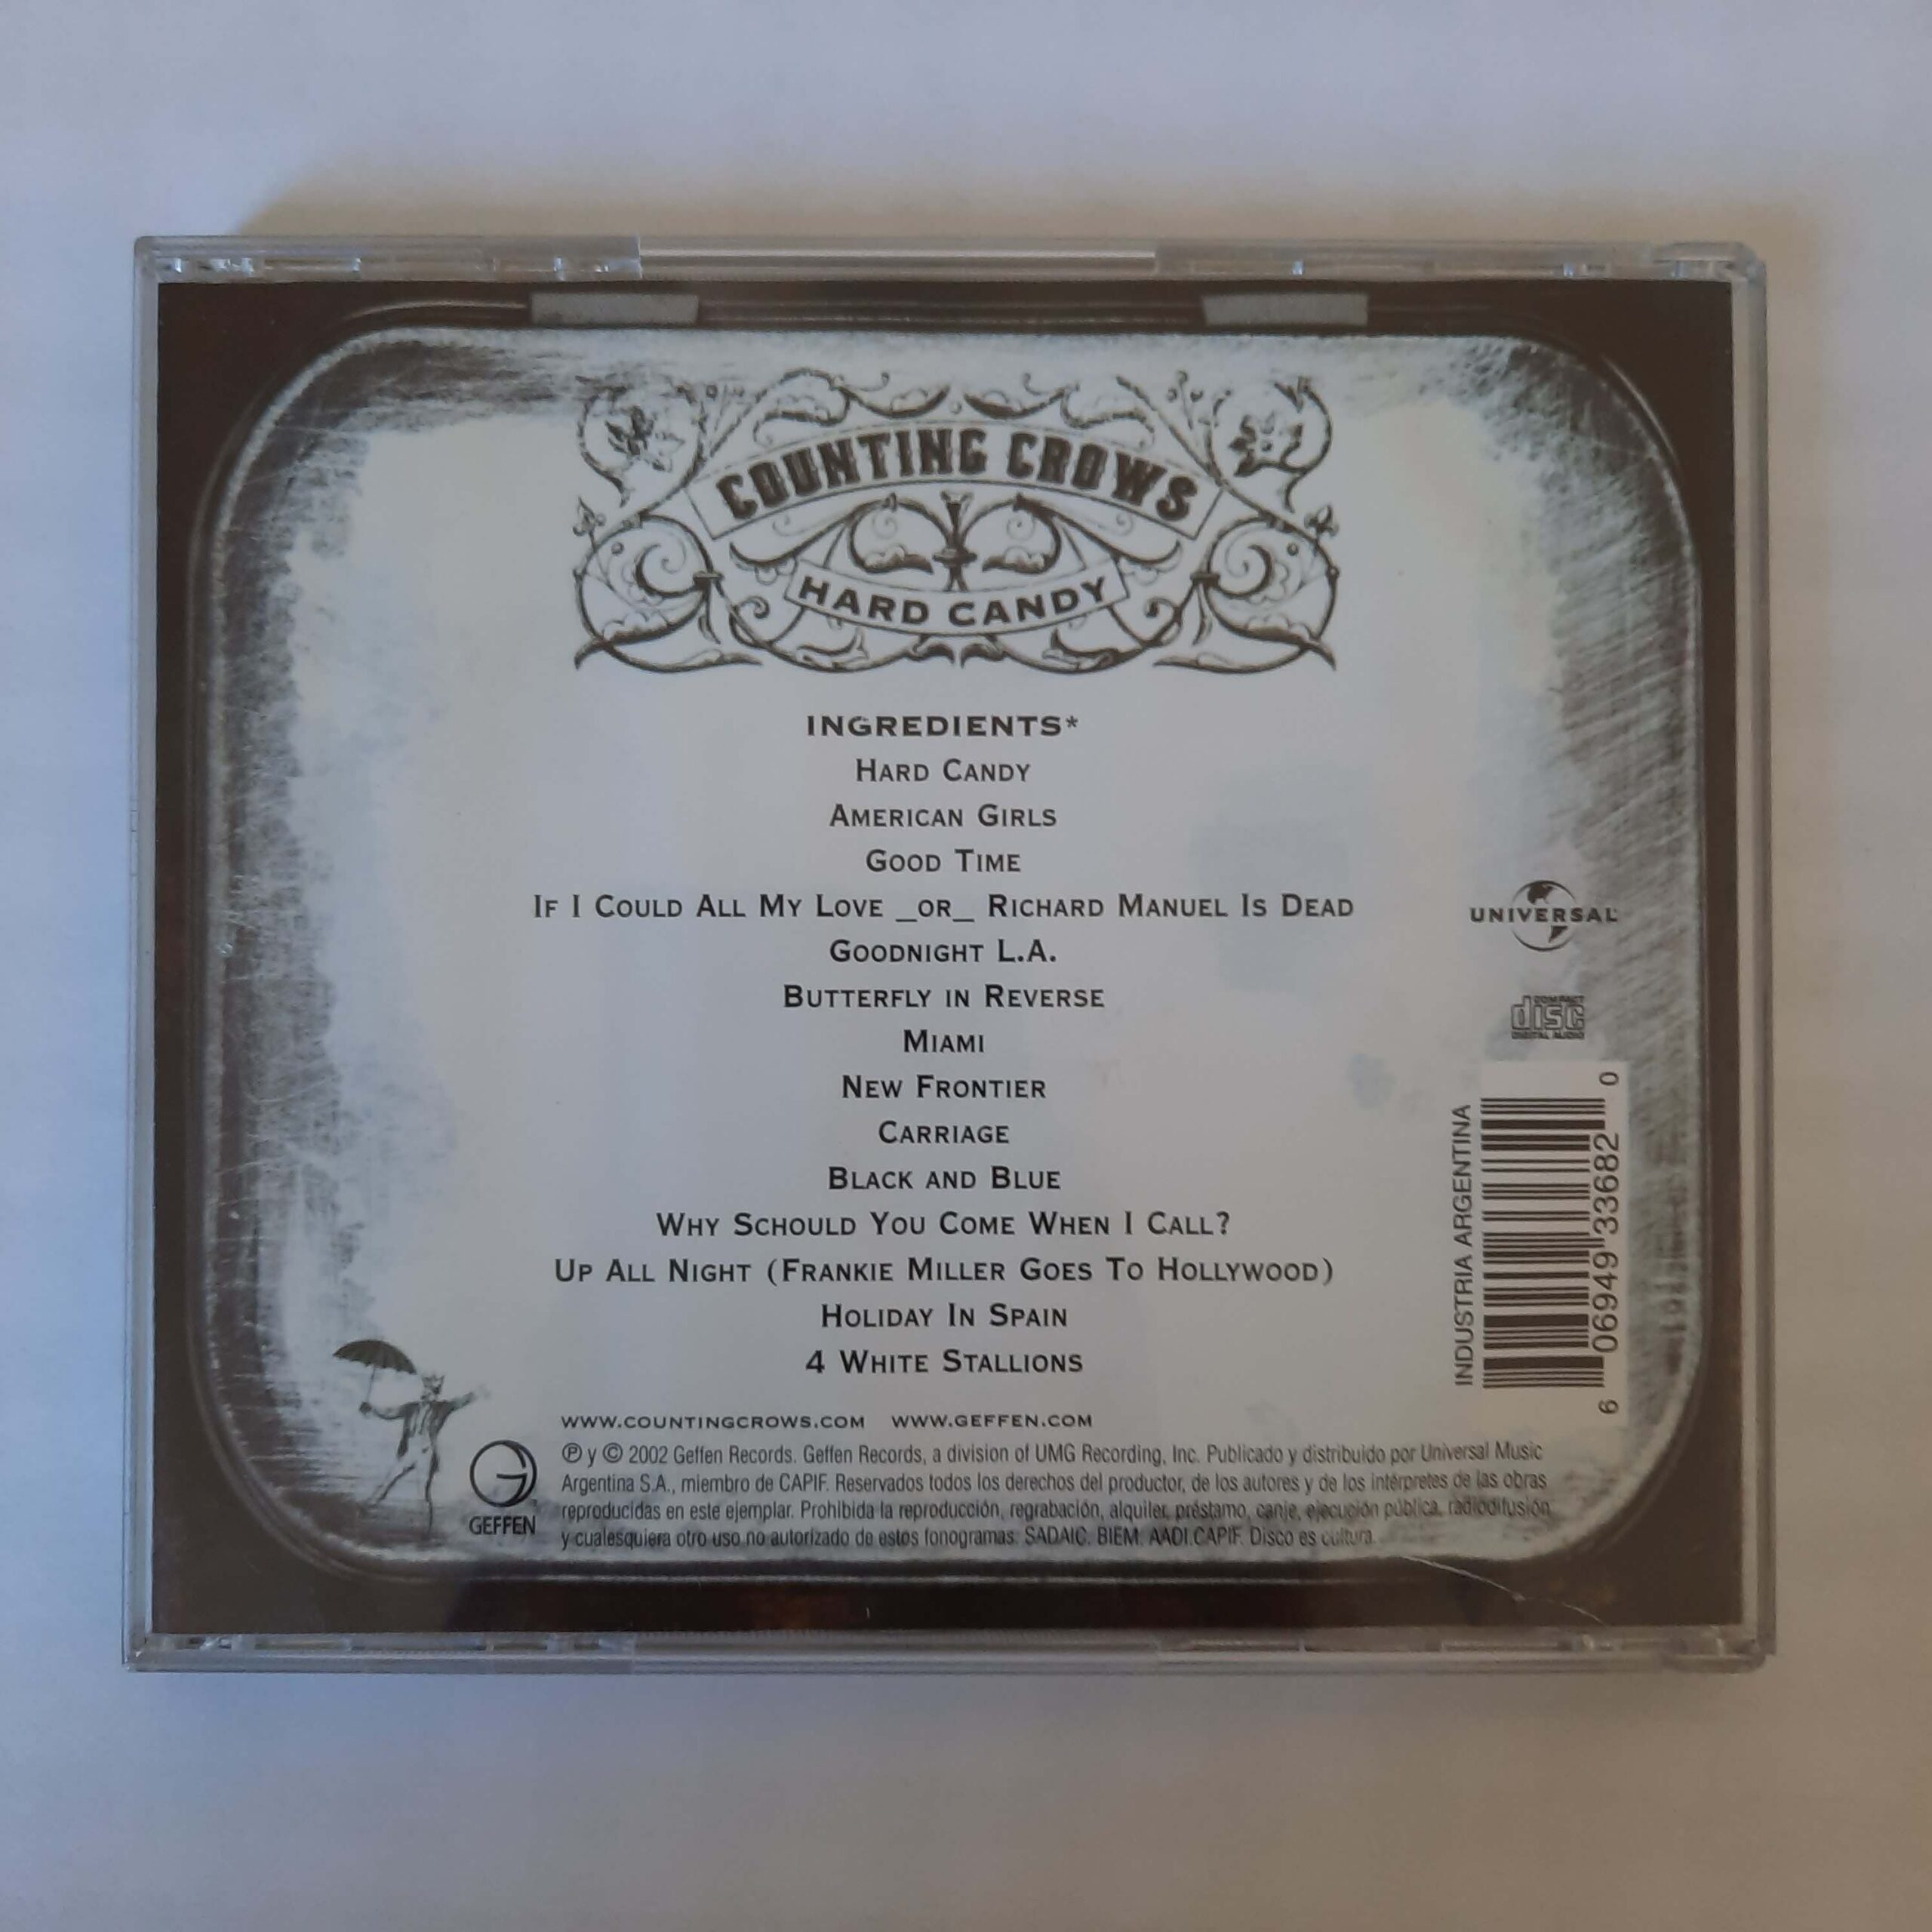 COUNTING CROWS
HARD CANDY
INGREDIENTS*
HARD CANDY
AMERICAN GIRLS
GOOD TIME
IF I COULD ALL MY LOVE _OR_ RICHARD MANUEL IS DEAD
GOODNIGHT L.A.
BUTTERFLY IN REVERSE
MIAMI
NEW FRONTIER
CARRIAGE
BLACK AND BLUE
WHY SCHOULD YOU COME WHEN I CALL?
UP ALL NIGHT (FRANKIE MILLER GOES TO HOLLYWOOD)
HOLIDAY IN SPAIN
4 WHITE STALLIONS
UNIVERSAL
COMPACT
disc
DIGITAL AUDIO
INDUSTRIA ARGENTINA
6 06949 33682 0
WWW.COUNTINGCROWS.COM WWW.GEFFEN.COM
GEFFEN
℗ y © 2002 Geffen Records. Geffen Records, a division of UMG Recording, Inc. Publicado y distribuido por Universal Music
Argentina S.A., miembro de CAPIF. Reservados todos los derechos del productor, de los autores y de los intérpretes de las obras
reproducidas en este ejemplar. Prohibida la reproducción, regrabación, alquiler, préstamo, canje, ejecución pública, radiodifusión
y cualesquiera otro uso no autorizado de estos fonogramas. SADAIC. BIEM. AADI.CAPIF. Disco es cultura.